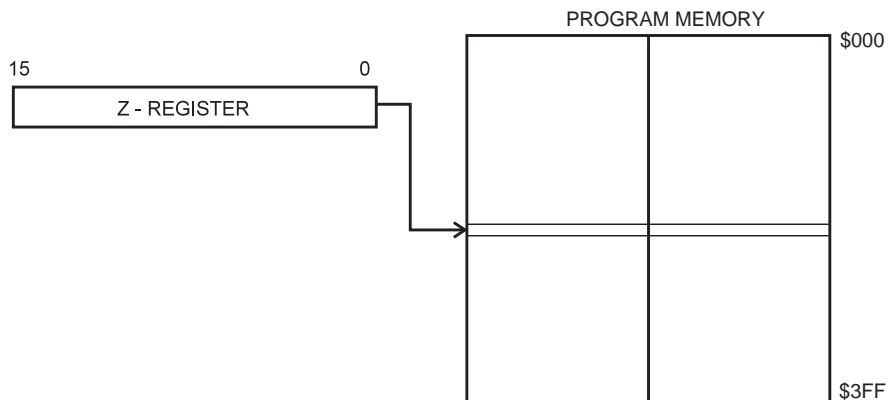 PROGRAM MEMORY
$000
15 0
Z - REGISTER
$3FF